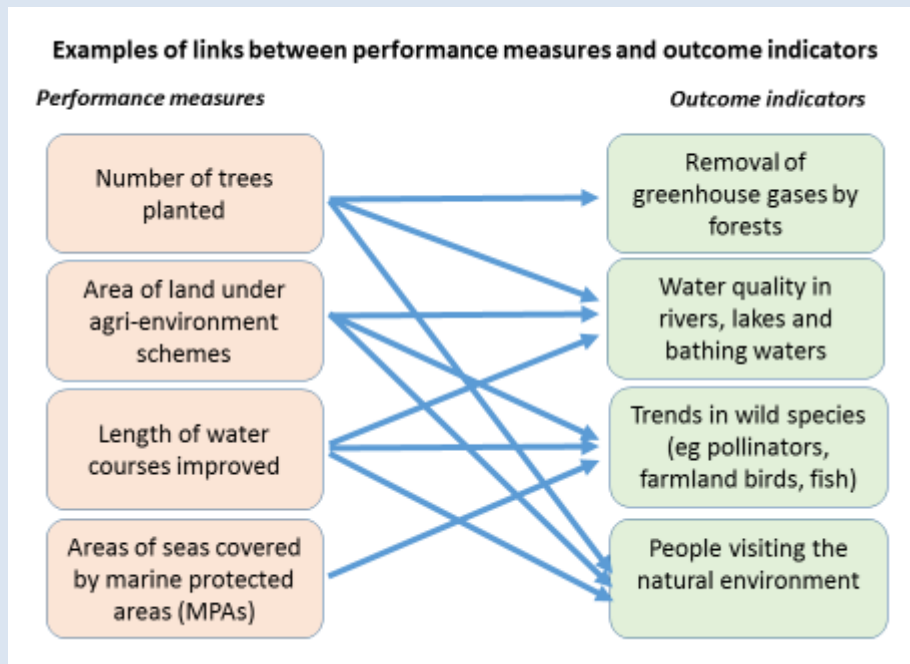 Examples of links between performance measures and outcome indicators
Performance measures
Outcome indicators
Number of trees
planted
Removal of
greenhouse gases by
forests
Area of land under
agri-environment
schemes
Water quality in
rivers, lakes and
bathing waters
Length of water
courses improved
Trends in wild species
(eg pollinators,
farmland birds, fish)
Areas of seas covered
by marine protected
areas (MPAs)
People visiting the
natural environment